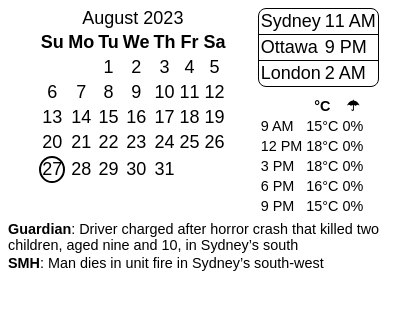 August 2023
Su Mo Tu We Th Fr Sa
1 2 3 4 5
6 7 8 9 10 11 12
13 14 15 16 17 18 19
20 21 22 23 24 25 26
27 28 29 30 31
Sydney 11 AM
Ottawa 9 PM
London 2 AM
°C ☂
9 AM 15°C 0%
12 PM 18°C 0%
3 PM 18°C 0%
6 PM 16°C 0%
9 PM 15°C 0%
Guardian: Driver charged after horror crash that killed two
children, aged nine and 10, in Sydney’s south
SMH: Man dies in unit fire in Sydney’s south-west